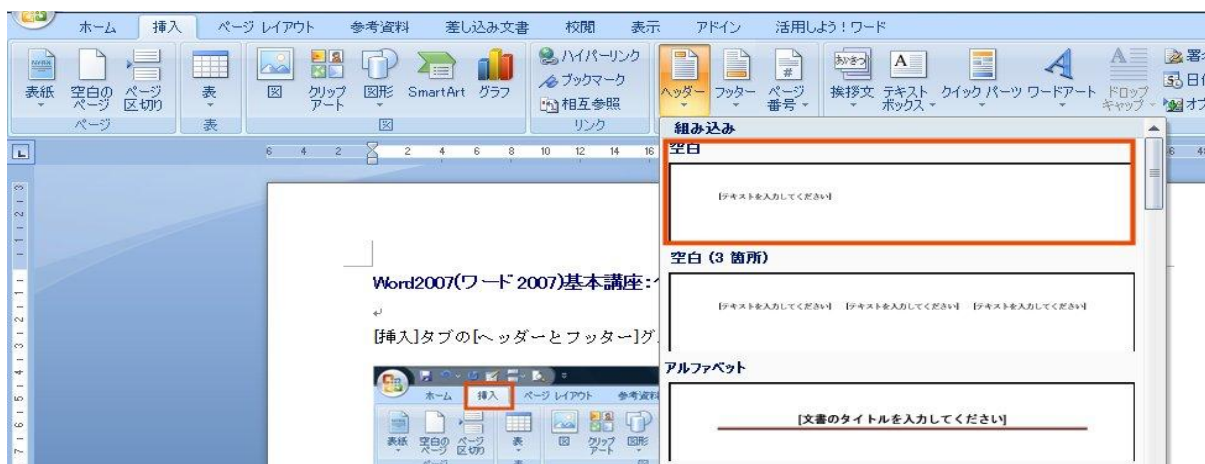 ホーム 挿入 ページ レイアウト 参考資料 差し込み文書 校閲 表示 アドイン 活用しよう!ワード
表紙 空白のページ ページ区切り 表 図 クリップアート 図形 SmartArt グラフ
ハイパーリンク
ブックマーク
相互参照
ヘッダー フッター ページ番号 挨拶文 テキストボックス クイック パーツ ワードアート ドロップキャップ
ページ 表 図 リンク
組み込み
6 4 2 2 4 6 8 10 12 14 16
空白
[テキストを入力してください]
空白 (3 箇所)
[テキストを入力してください] [テキストを入力してください] [テキストを入力してください]
アルファベット
[文書のタイトルを入力してください]
Word2007(ワード2007)基本講座:
[挿入]タブの[ヘッダーとフッター]グ
ホーム 挿入 ページ レイアウト 参考資料
表紙 空白のページ ページ区切り 表 図 クリップアート 図形